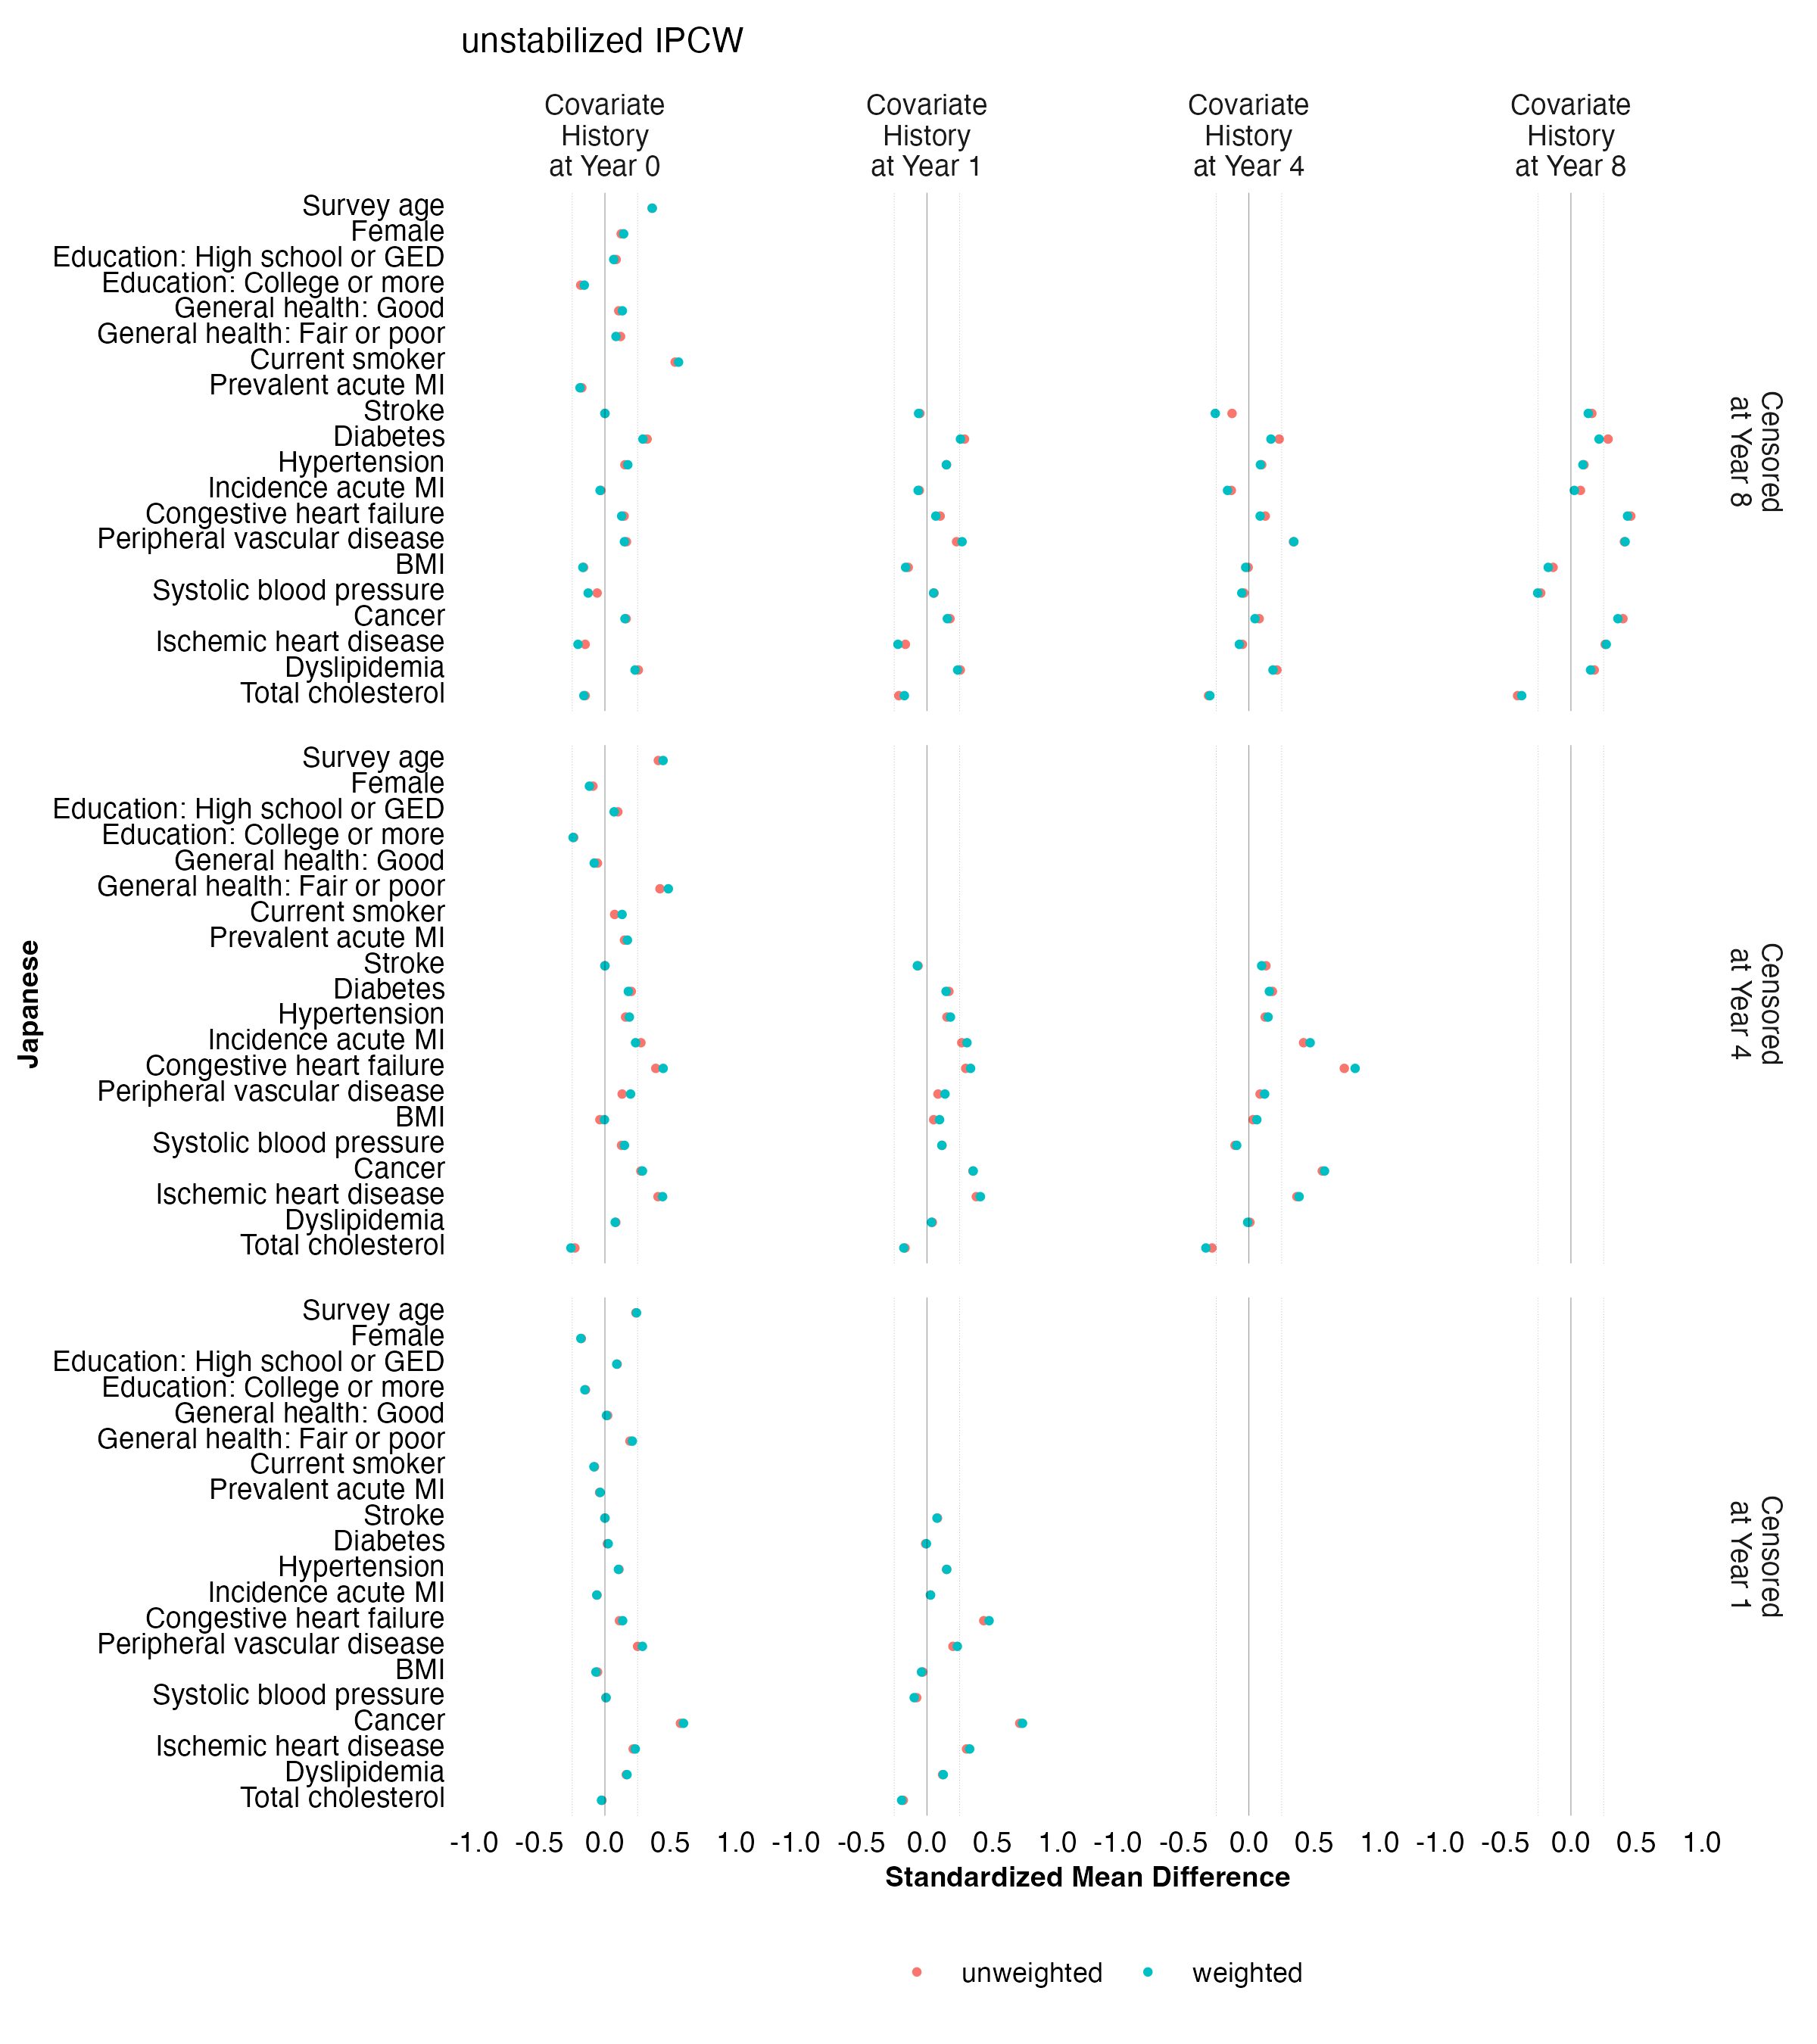 unstabilized IPCW
Covariate
History
at Year 0
Covariate
History
at Year 1
Covariate
History
at Year 4
Covariate
History
at Year 8
Survey age
Female
Education: High school or GED
Education: College or more
General health: Good
General health: Fair or poor
Current smoker
Prevalent acute MI
Stroke
Diabetes
Hypertension
Incidence acute MI
Congestive heart failure
Peripheral vascular disease
BMI
Systolic blood pressure
Cancer
Ischemic heart disease
Dyslipidemia
Total cholesterol
Censored
at Year 8
Survey age
Female
Education: High school or GED
Education: College or more
General health: Good
General health: Fair or poor
Current smoker
Prevalent acute MI
Stroke
Diabetes
Hypertension
Incidence acute MI
Congestive heart failure
Peripheral vascular disease
BMI
Systolic blood pressure
Cancer
Ischemic heart disease
Dyslipidemia
Total cholesterol
Censored
at Year 4
Japanese
Survey age
Female
Education: High school or GED
Education: College or more
General health: Good
General health: Fair or poor
Current smoker
Prevalent acute MI
Stroke
Diabetes
Hypertension
Incidence acute MI
Congestive heart failure
Peripheral vascular disease
BMI
Systolic blood pressure
Cancer
Ischemic heart disease
Dyslipidemia
Total cholesterol
Censored
at Year 1
-1.0 -0.5 0.0 0.5 1.0 -1.0 -0.5 0.0 0.5 1.0 -1.0 -0.5 0.0 0.5 1.0 -1.0 -0.5 0.0 0.5 1.0
Standardized Mean Difference
unweighted weighted